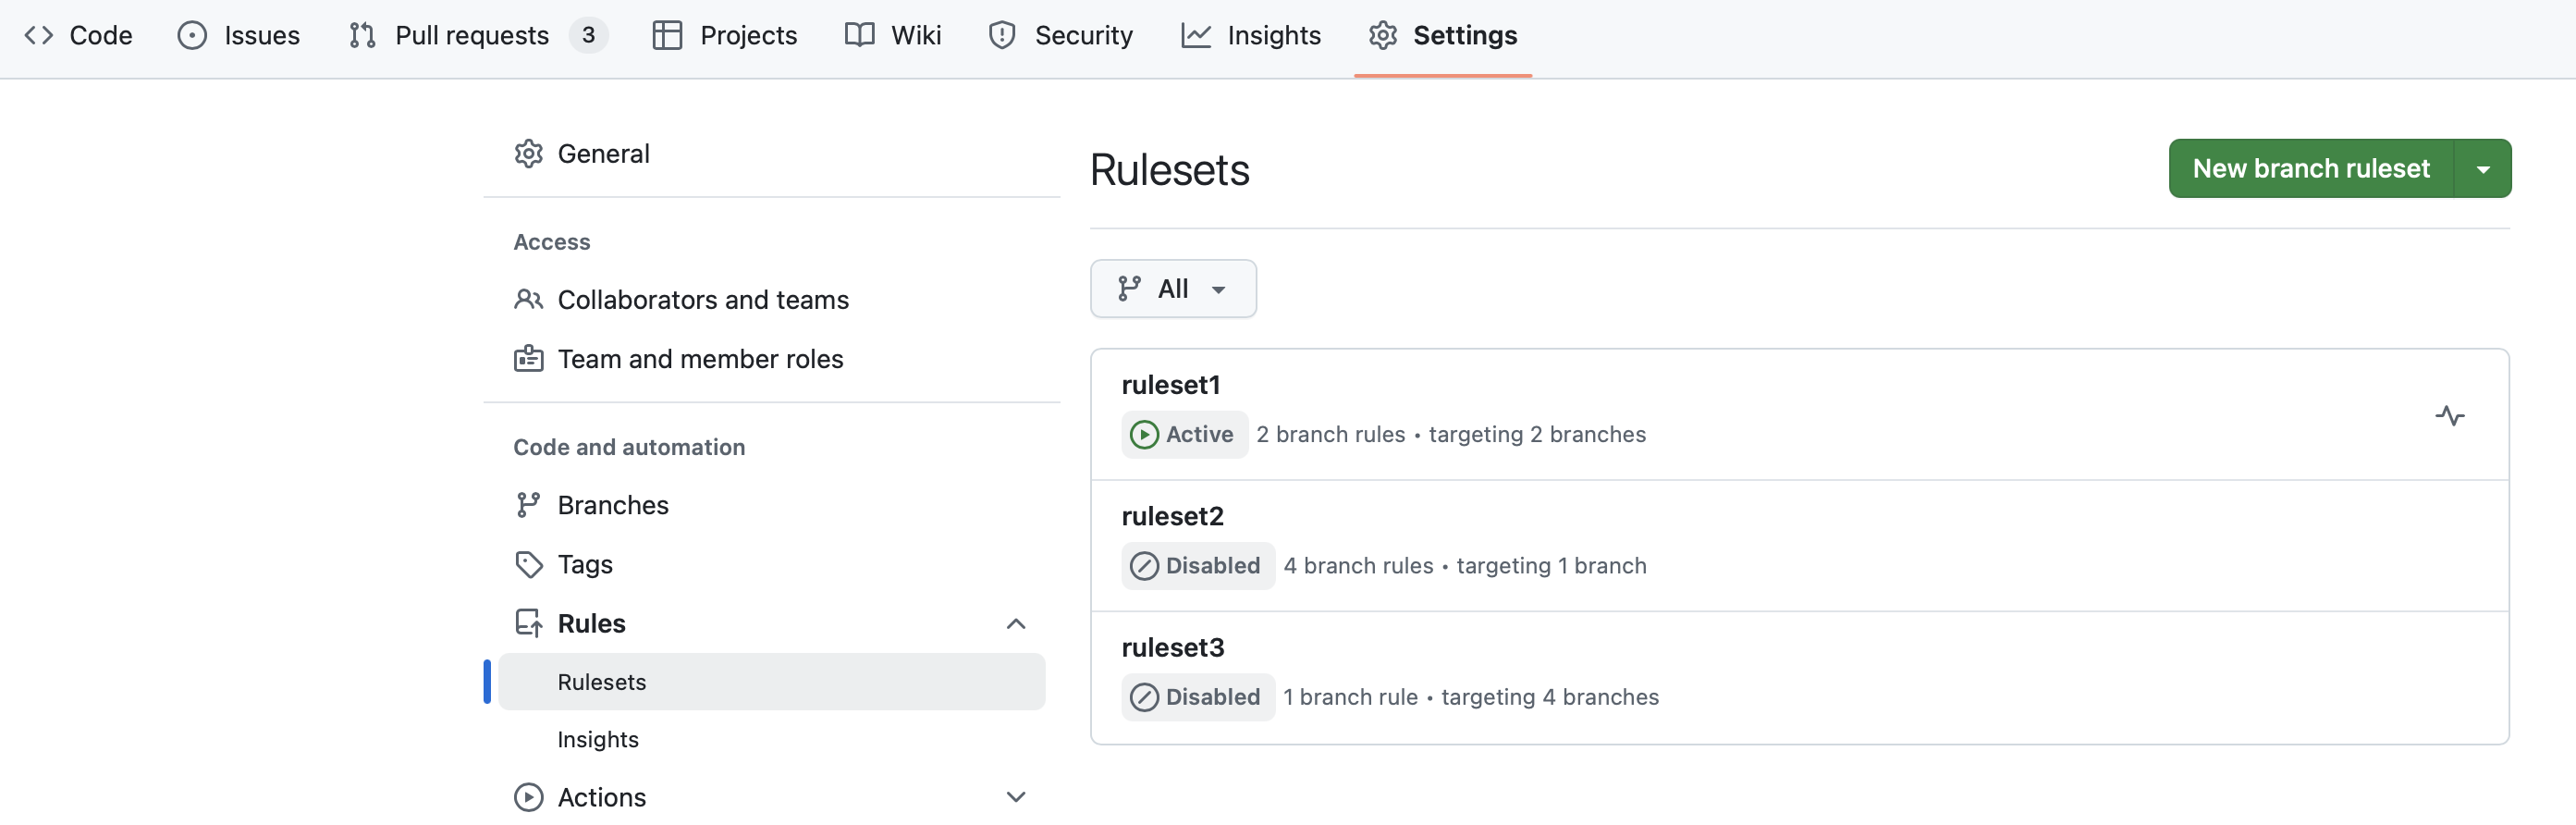 Code Issues Pull requests 3 Projects Wiki Security Insights Settings
General
Access
Collaborators and teams
Team and member roles
Code and automation
Branches
Tags
Rules
Rulesets
Insights
Actions
Rulesets
New branch ruleset
All
ruleset1
Active 2 branch rules • targeting 2 branches
ruleset2
Disabled 4 branch rules • targeting 1 branch
ruleset3
Disabled 1 branch rule • targeting 4 branches